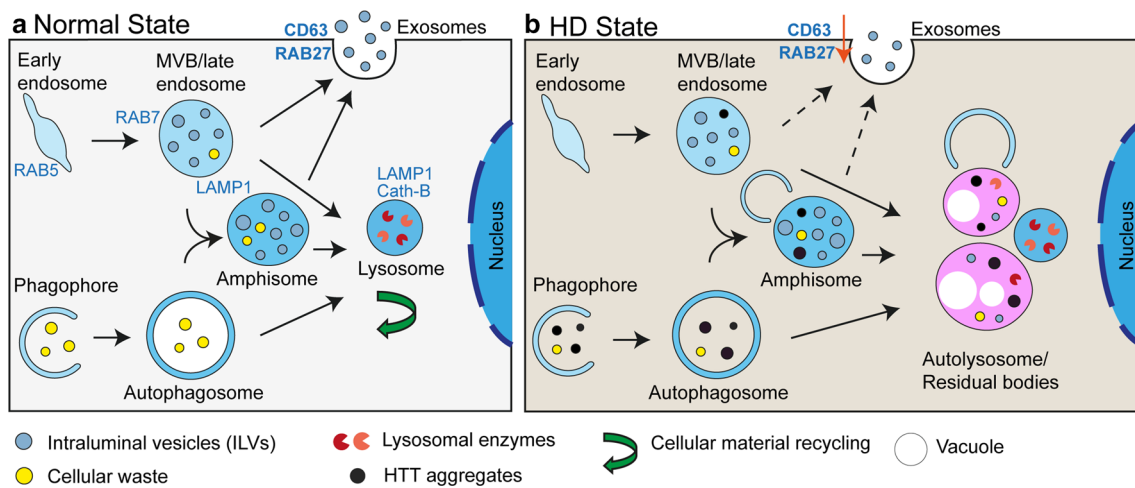 a Normal State
CD63
RAB27
Exosomes
Early
endosome
MVB/late
endosome
RAB7
RAB5
LAMP1
LAMP1
Cath-B
Amphisome
Lysosome
Nucleus
Phagophore
Autophagosome
b HD State
CD63
RAB27
Exosomes
Early
endosome
MVB/late
endosome
Amphisome
Nucleus
Phagophore
Autophagosome
Autolysosome/
Residual bodies
Intraluminal vesicles (ILVs)
Lysosomal enzymes
Cellular material recycling
Vacuole
Cellular waste
HTT aggregates